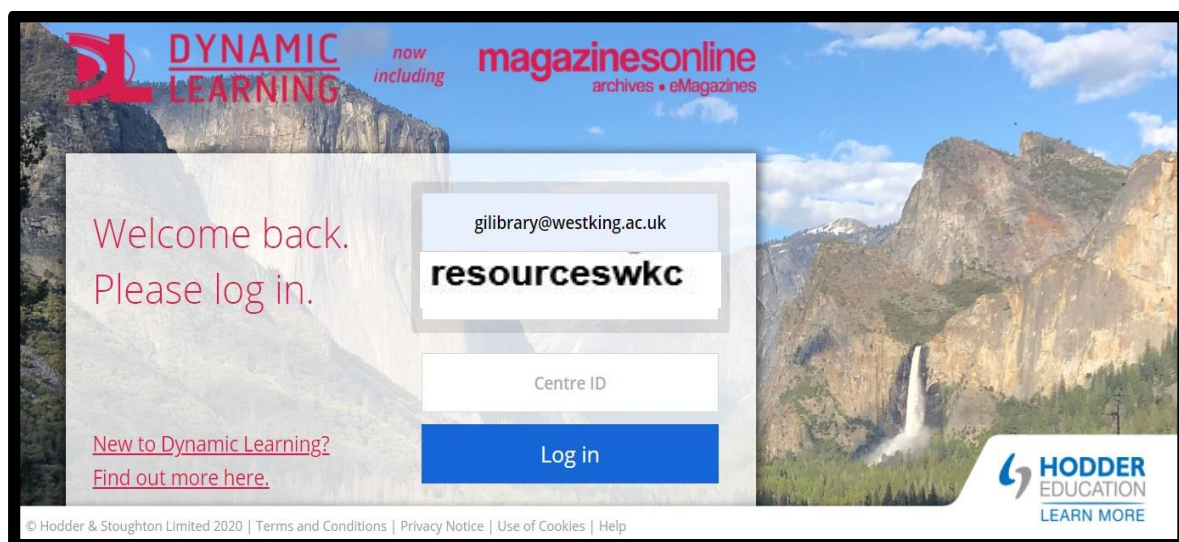 DYNAMIC
LEARNING
now
including
magazinesonline
archives • eMagazines
Welcome back.
Please log in.
gilibrary@westking.ac.uk
resourceswkc
Centre ID
Log in
New to Dynamic Learning?
Find out more here.
HODDER
EDUCATION
LEARN MORE
© Hodder & Stoughton Limited 2020 | Terms and Conditions | Privacy Notice | Use of Cookies | Help